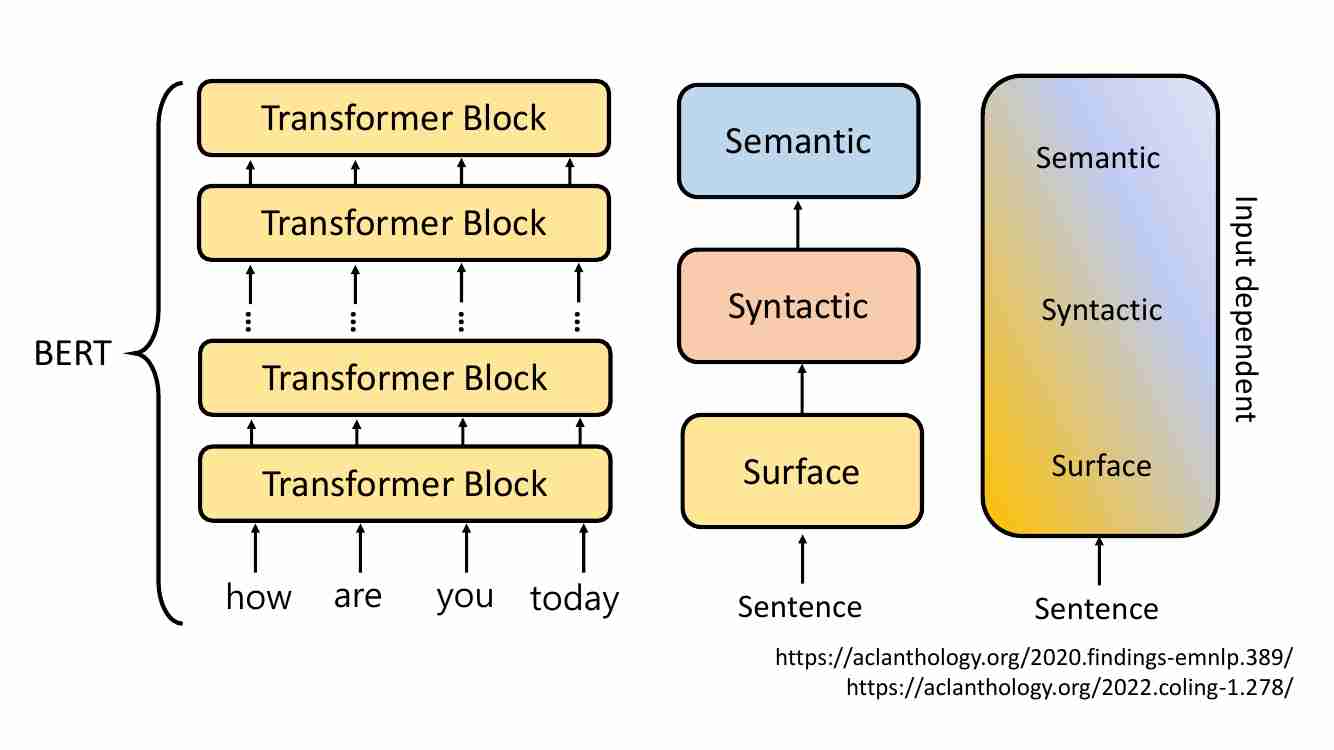 BERT
Transformer Block
Transformer Block
Transformer Block
Transformer Block
how are you today
Semantic
Syntactic
Surface
Sentence
Semantic
Syntactic
Surface
Sentence
Input dependent
https://aclanthology.org/2020.findings-emnlp.389/
https://aclanthology.org/2022.coling-1.278/